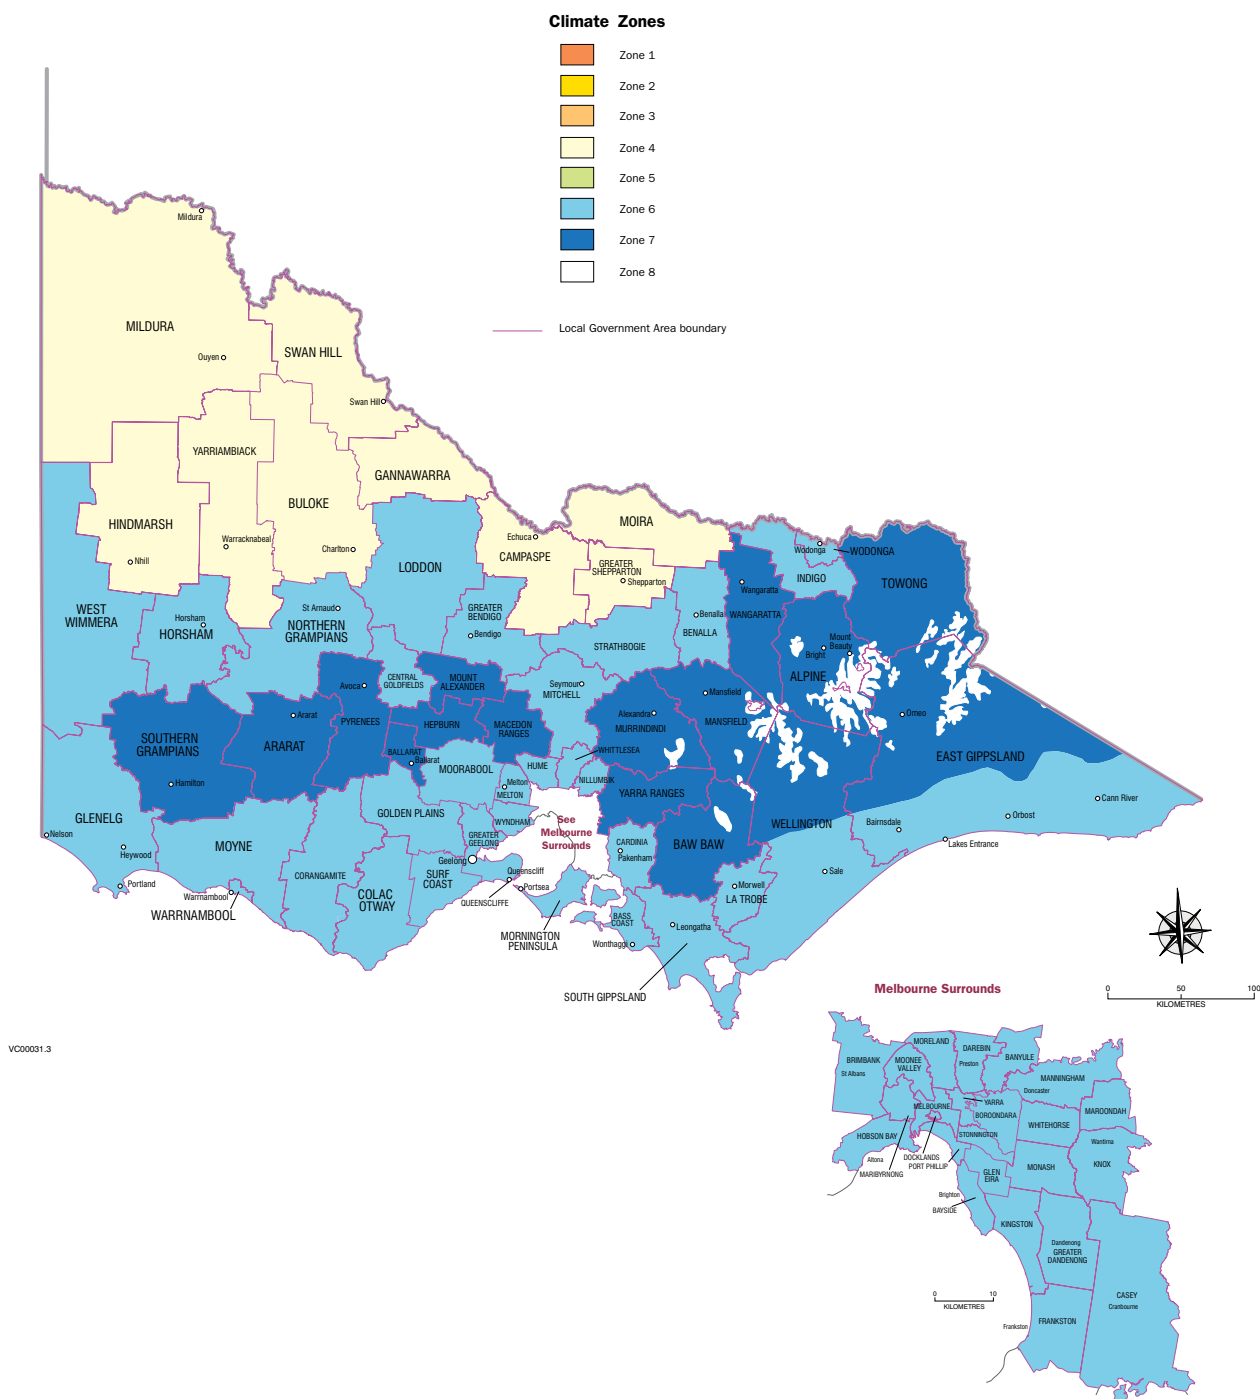 Climate Zones
Zone 1
Zone 2
Zone 3
Zone 4
Zone 5
Zone 6
Zone 7
Zone 8
Local Government Area boundary
Mildura
MILDURA
SWAN HILL
Ouyen
Swan Hill
YARRIAMBIACK
GANNAWARRA
BULOKE
HINDMARSH
MOIRA
Echuca
Warracknabeal
Charlton
CAMPASPE
Nhill
GREATER
SHEPPARTON
Shepparton
LODDON
Wodonga
WODONGA
INDIGO
TOWONG
Wangaratta
WANGARATTA
WEST
WIMMERA
Horsham
HORSHAM
St Arnaud
NORTHERN
GRAMPIANS
GREATER
BENDIGO
Bendigo
Benalla
BENALLA
STRATHBOGIE
Mount
Beauty
Bright
ALPINE
Avoca
CENTRAL
GOLDFIELDS
MOUNT
ALEXANDER
Seymour
MITCHELL
Mansfield
MANSFIELD
Alexandra
MURRINDINDI
Omeo
Ararat
ARARAT
PYRENEES
HEPBURN
MACEDON
RANGES
SOUTHERN
GRAMPIANS
Hamilton
BALLARAT
Ballarat
MOORABOOL
HUME
WHITTLESEA
NILLUMBIK
EAST GIPPSLAND
Melton
MELTON
YARRA RANGES
Cann River
GLENELG
GOLDEN PLAINS
WYNDHAM
See
Melbourne
Surrounds
WELLINGTON
Bairnsdale
Orbost
Nelson
Heywood
MOYNE
GREATER
GEELONG
Geelong
CARDINIA
Pakenham
BAW BAW
Lakes Entrance
Sale
Portland
CORANGAMITE
SURF
COAST
Queenscliff
Portsea
QUEENSCLIFFE
Morwell
LA TROBE
Warrnambool
WARRNAMBOOL
COLAC
OTWAY
BASS
COAST
Leongatha
MORNINGTON
PENINSULA
Wonthaggi
SOUTH GIPPSLAND
Melbourne Surrounds
0 50 100
KILOMETRES
VC00031.3
BRIMBANK
St Albans
MOONEE
VALLEY
MORELAND
DAREBIN
Preston
BANYULE
MANNINGHAM
Doncaster
MELBOURNE
YARRA
BOROONDARA
WHITEHORSE
MAROONDAH
HOBSON BAY
Altona
STONNINGTON
Wantirna
KNOX
DOCKLANDS
PORT PHILLIP
MARIBYRNONG
GLEN
EIRA
MONASH
Brighton
BAYSIDE
KINGSTON
Dandenong
GREATER
DANDENONG
0 10
KILOMETRES
CASEY
Cranbourne
Frankston
FRANKSTON